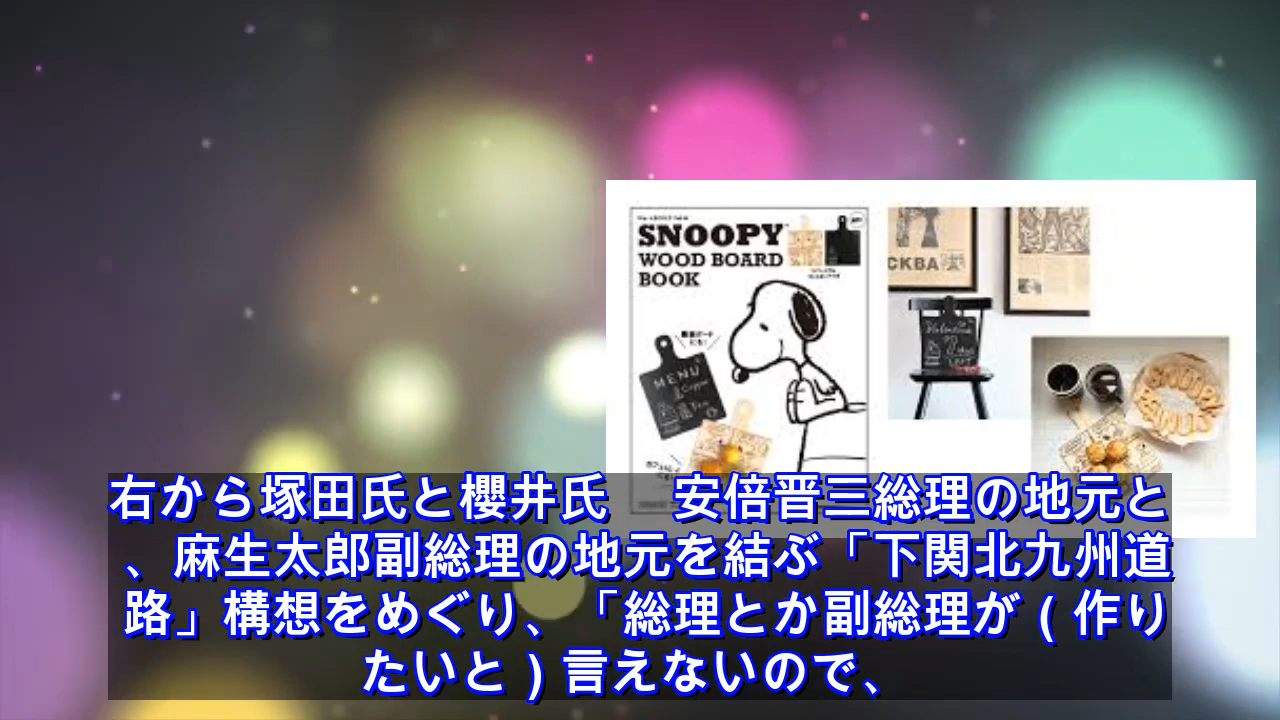 SNOOPY
WOOD BOARD
BOOK
MENU
CKBA
右から塚田氏と櫻井氏　安倍晋三総理の地元と
、麻生太郎副総理の地元を結ぶ「下関北九州道
路」構想をめぐり、「総理とか副総理が(作り
たいと)言えないので、